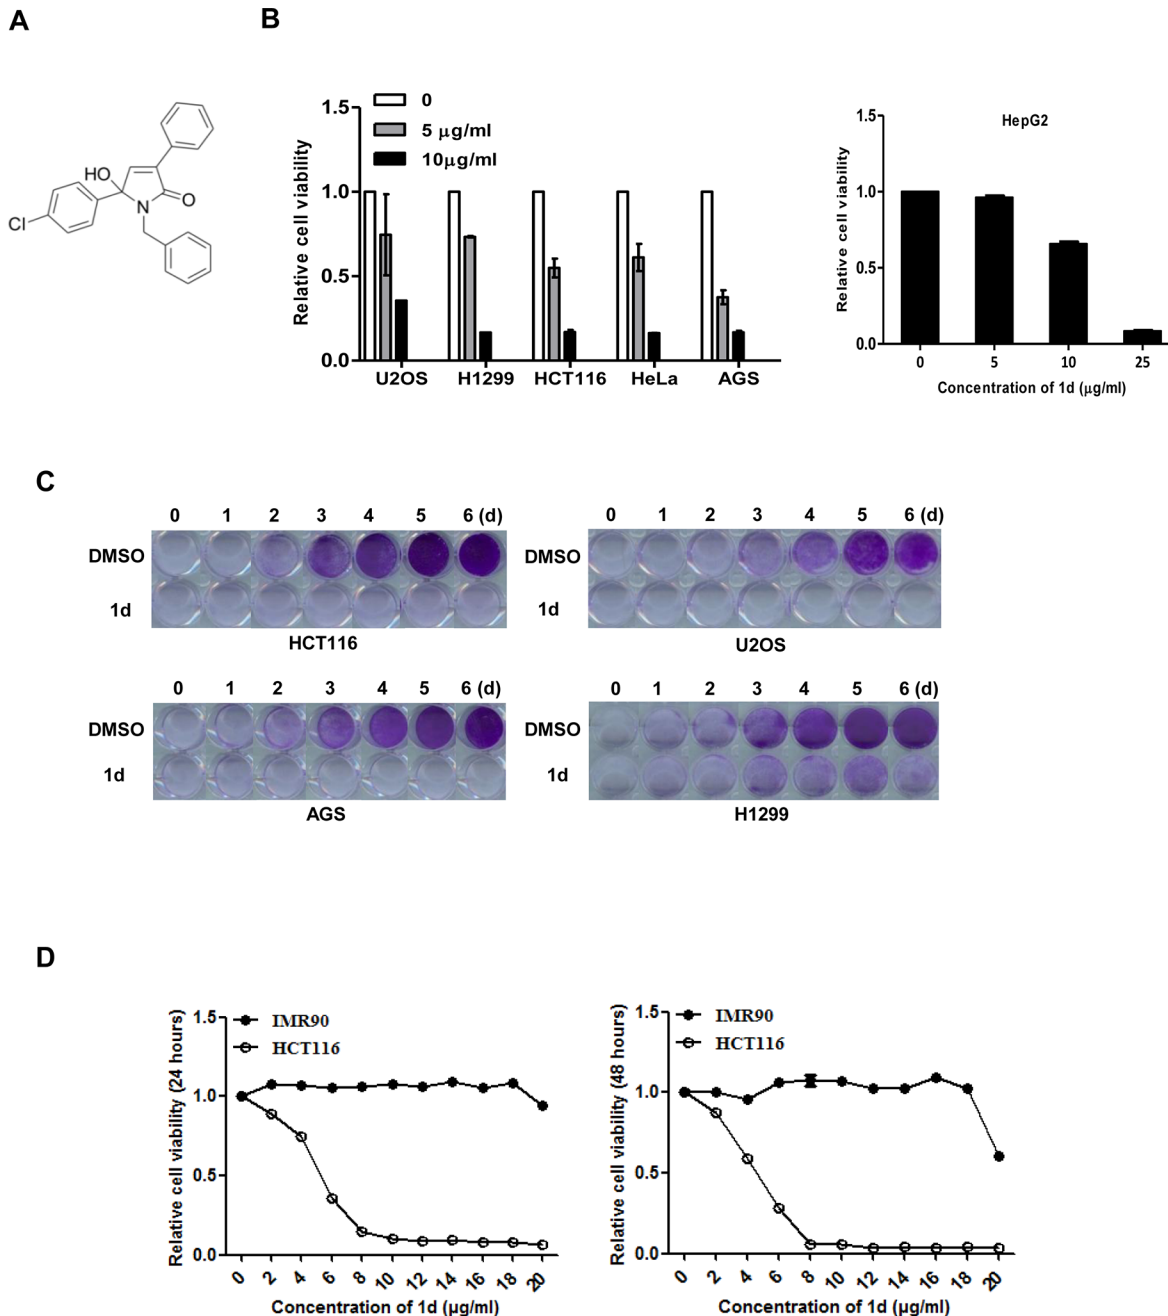 A
B
HO
O
N
Cl
0
5 μg/ml
10μg/ml
Relative cell viability
1.5
1.0
0.5
0.0
U2OS H1299 HCT116 HeLa AGS
HepG2
Relative cell viability
1.5
1.0
0.5
0.0
0 5 10 25
Concentration of 1d (μg/ml)
C
0 1 2 3 4 5 6 (d)
DMSO
1d
HCT116
0 1 2 3 4 5 6 (d)
DMSO
1d
U2OS
0 1 2 3 4 5 6 (d)
DMSO
1d
AGS
0 1 2 3 4 5 6 (d)
DMSO
1d
H1299
D
IMR90
HCT116
Relative cell viability (24 hours)
1.5
1.0
0.5
0.0
0 2 4 6 8 10 12 14 16 18 20
Concentration of 1d (μg/ml)
IMR90
HCT116
Relative cell viability (48 hours)
1.5
1.0
0.5
0.0
0 2 4 6 8 10 12 14 16 18 20
Concentration of 1d (μg/ml)